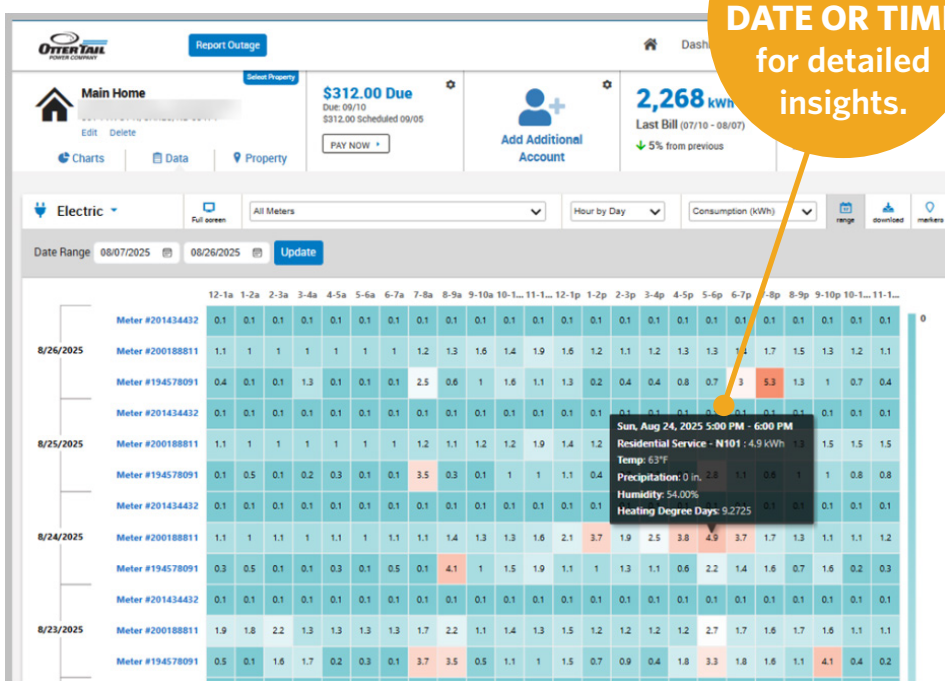 DATE OR TIME
for detailed
insights.
OTTER TAIL
POWER COMPANY
Report Outage
Dash
Select Property
Main Home
Edit Delete
Charts Data Property
$312.00 Due
Due: 09/10
$312.00 Scheduled 09/05
PAY NOW
Add Additional
Account
2,268 kWh
Last Bill (07/10 - 08/07)
5% from previous
Electric
Full screen
All Meters
Hour by Day
Consumption (kWh)
range
download
markers
Date Range 08/07/2025 08/26/2025 Update
12-1a 1-2a 2-3a 3-4a 4-5a 5-6a 6-7a 7-8a 8-9a 9-10a 10-1... 11-1... 12-1p 1-2p 2-3p 3-4p 4-5p 5-6p 6-7p -8p 8-9p 9-10p 10-1... 11-1...
Meter #201434432 0.1 0.1 0.1 0.1 0.1 0.1 0.1 0.1 0.1 0.1 0.1 0.1 0.1 0.1 0.1 0.1 0.1 0.1 0.1 0.1 0.1 0.1 0.1 0.1 0
8/26/2025 Meter #200188811 1.1 1 1 1 1 1 1 1.2 1.3 1.6 1.4 1.9 1.6 1.2 1.1 1.2 1.3 1.3 1.7 1.5 1.3 1.2 1.1
Meter #194578091 0.4 0.1 0.1 1.3 0.1 0.1 0.1 2.5 0.6 1 1.6 1.1 1.3 0.2 0.4 0.4 0.8 0.7 3 5.3 1.3 1 0.7 0.4
Meter #201434432 0.1 0.1 0.1 0.1 0.1 0.1 0.1 0.1 0.1 0.1 0.1 0.1 0.1 0.1 0.1 0.1 0.1 0.1 0.1 0.1 0.1 0.1 0.1 0.1
8/25/2025 Meter #200188811 1.1 1 1 1 1 1 1 1.2 1.1 1.2 1.2 1.9 1.4 1.2 1.3 1.5 1.5 1.5
Meter #194578091 0.1 0.5 0.1 0.2 0.3 0.1 0.1 3.5 0.3 0.1 1 1 1.1 0.4 2.8 1.1 0.6 1 1 0.8 0.8
Meter #201434432 0.1 0.1 0.1 0.1 0.1 0.1 0.1 0.1 0.1 0.1 0.1 0.1 0.1 0.1 0.1 0.1 0.1 0.1
Sun, Aug 24, 2025 5:00 PM - 6:00 PM
Residential Service - N101 : 4.9 kWh
Temp: 63°F
Precipitation: 0 in.
Humidity: 54.00%
Heating Degree Days: 9.2725
8/24/2025 Meter #200188811 1.1 1 1.1 1 1.1 1 1.1 1.1 1.4 1.3 1.3 1.6 2.1 3.7 1.9 2.5 3.8 4.9 3.7 1.7 1.3 1.1 1.1 1.2
Meter #194578091 0.3 0.5 0.1 0.1 0.3 0.1 0.5 0.1 4.1 1 1.5 1.9 1.1 1 1.3 1.1 0.6 2.2 1.4 1.6 0.7 1.6 0.2 0.3
Meter #201434432 0.1 0.1 0.1 0.1 0.1 0.1 0.1 0.1 0.1 0.1 0.1 0.1 0.1 0.1 0.1 0.1 0.1 0.1 0.1 0.1 0.1 0.1 0.1 0.1
8/23/2025 Meter #200188811 1.9 1.8 2.2 1.3 1.3 1.3 1.3 1.7 2.2 1.1 1.4 1.3 1.5 1.2 1.2 1.2 1.2 2.7 1.7 1.6 1.7 1.6 1.1 1.1
Meter #194578091 0.5 0.1 1.6 1.7 0.2 0.3 0.1 3.7 3.5 0.5 1.1 1 1.5 0.7 0.9 0.4 1.8 3.3 1.8 1.6 1.1 4.1 0.4 0.2